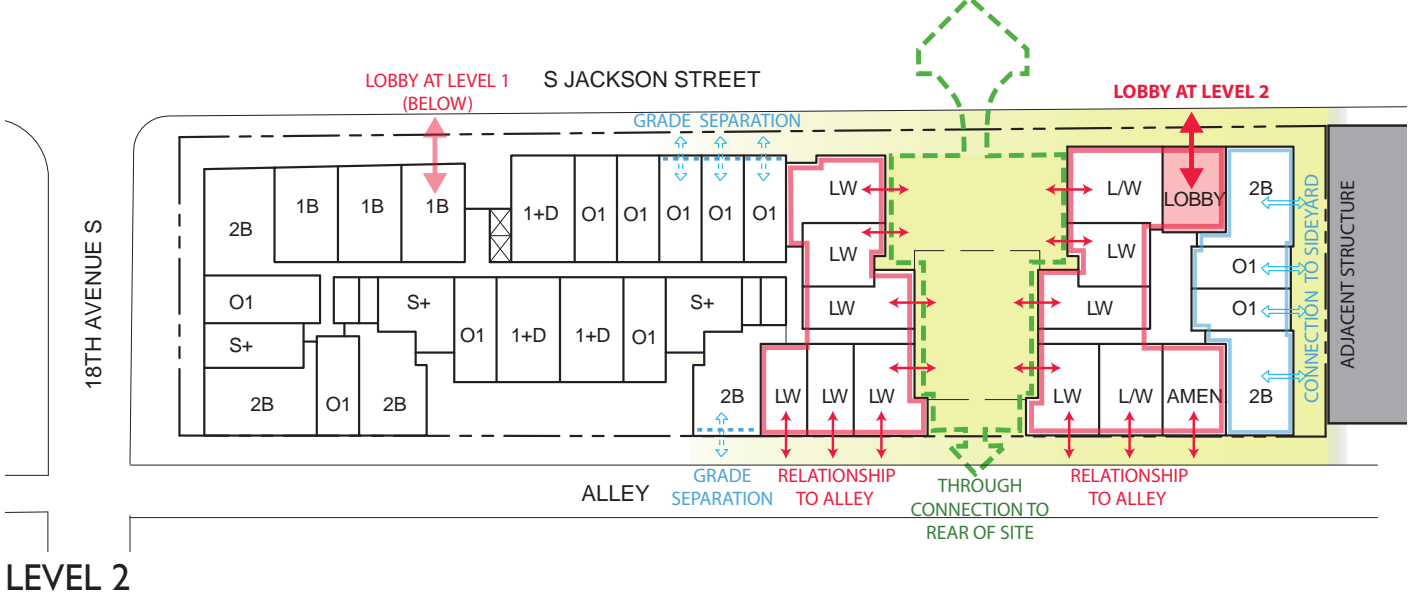 LOBBY AT LEVEL 1
(BELOW)
S JACKSON STREET
LOBBY AT LEVEL 2
GRADE SEPARATION
18TH AVENUE S
2B
1B
1B
1B
1+D
O1
O1
O1
O1
O1
LW
LW
LW
L/W
LOBBY
LW
LW
2B
O1
O1
2B
CONNECTION TO SIDEYARD
ADJACENT STRUCTURE
O1
S+
2B
O1
2B
S+
O1
1+D
1+D
O1
S+
2B
LW
LW
LW
LW
L/W
AMEN.
ALLEY
GRADE
SEPARATION
RELATIONSHIP
TO ALLEY
THROUGH
CONNECTION TO
REAR OF SITE
RELATIONSHIP
TO ALLEY
LEVEL 2